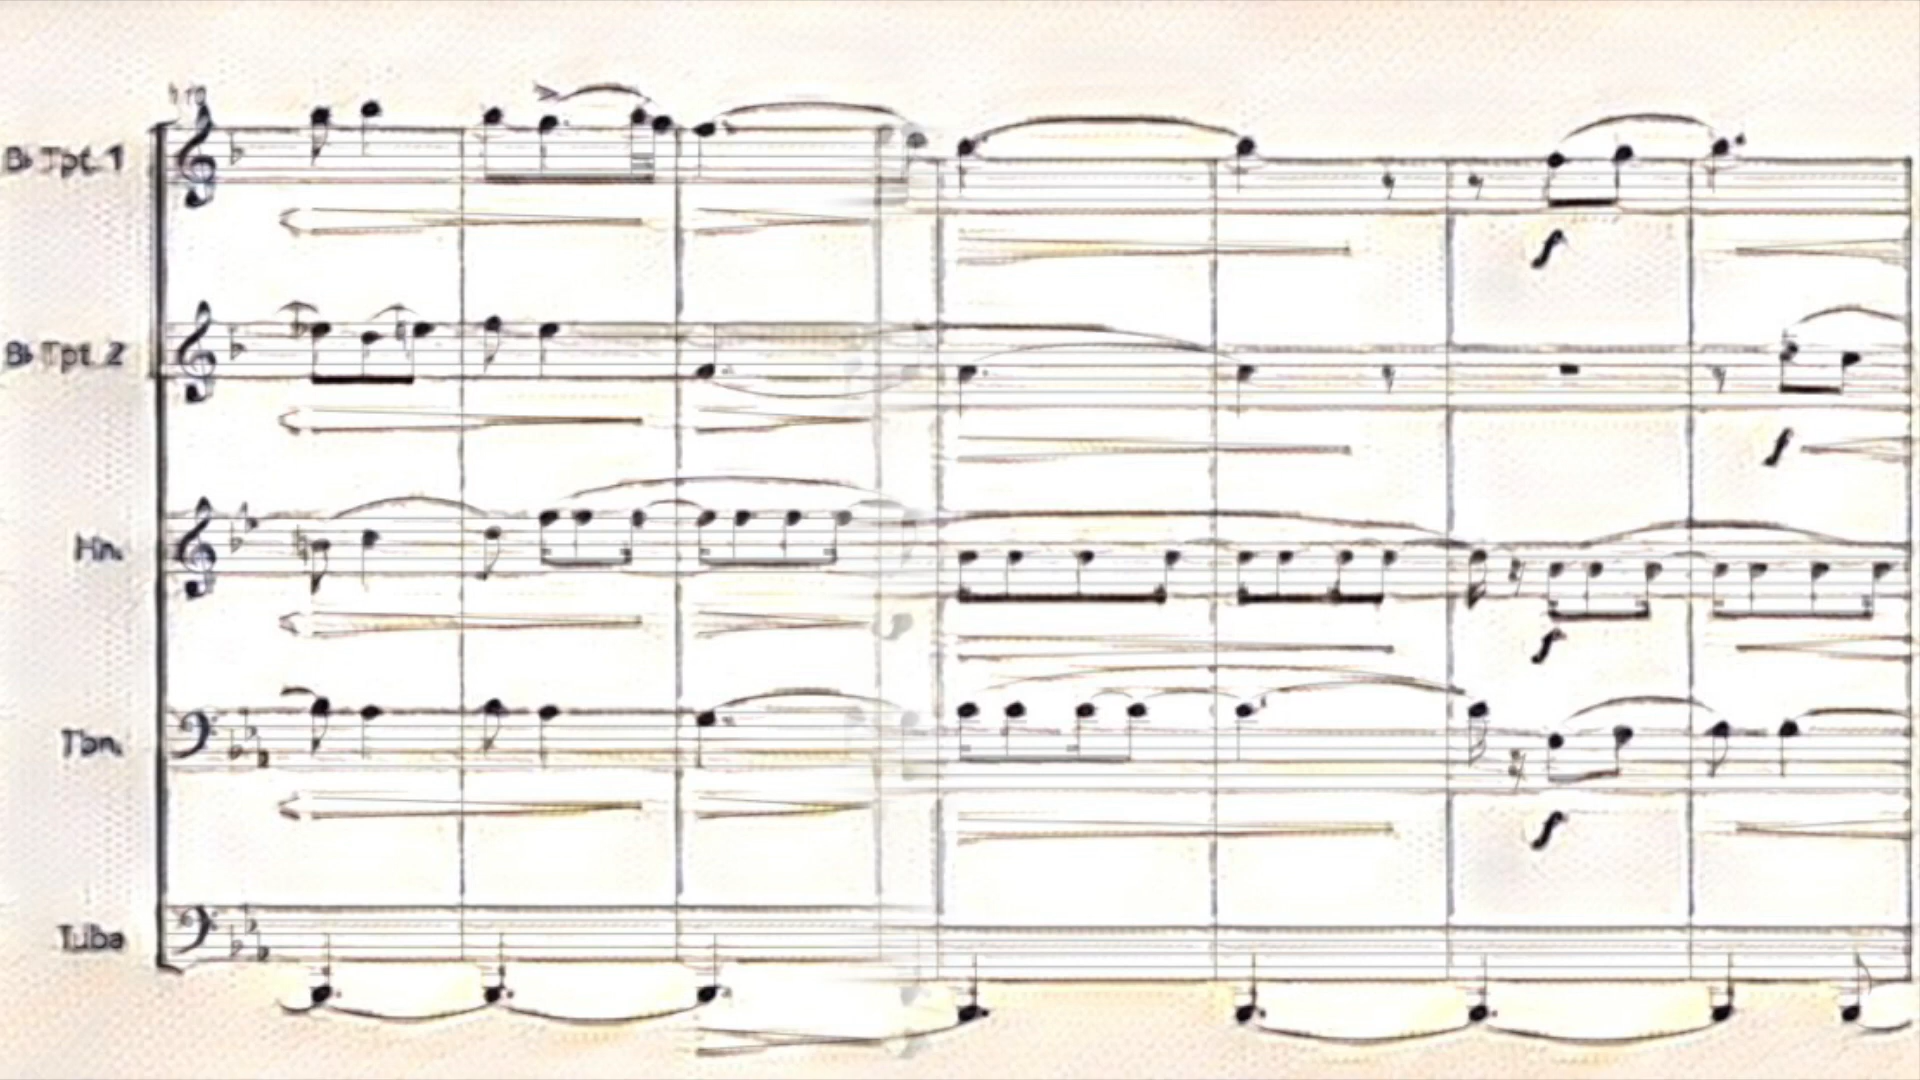 B♭ Tpt. 1
f
B♭ Tpt. 2
f
Hn.
f
Tbn.
f
Tuba